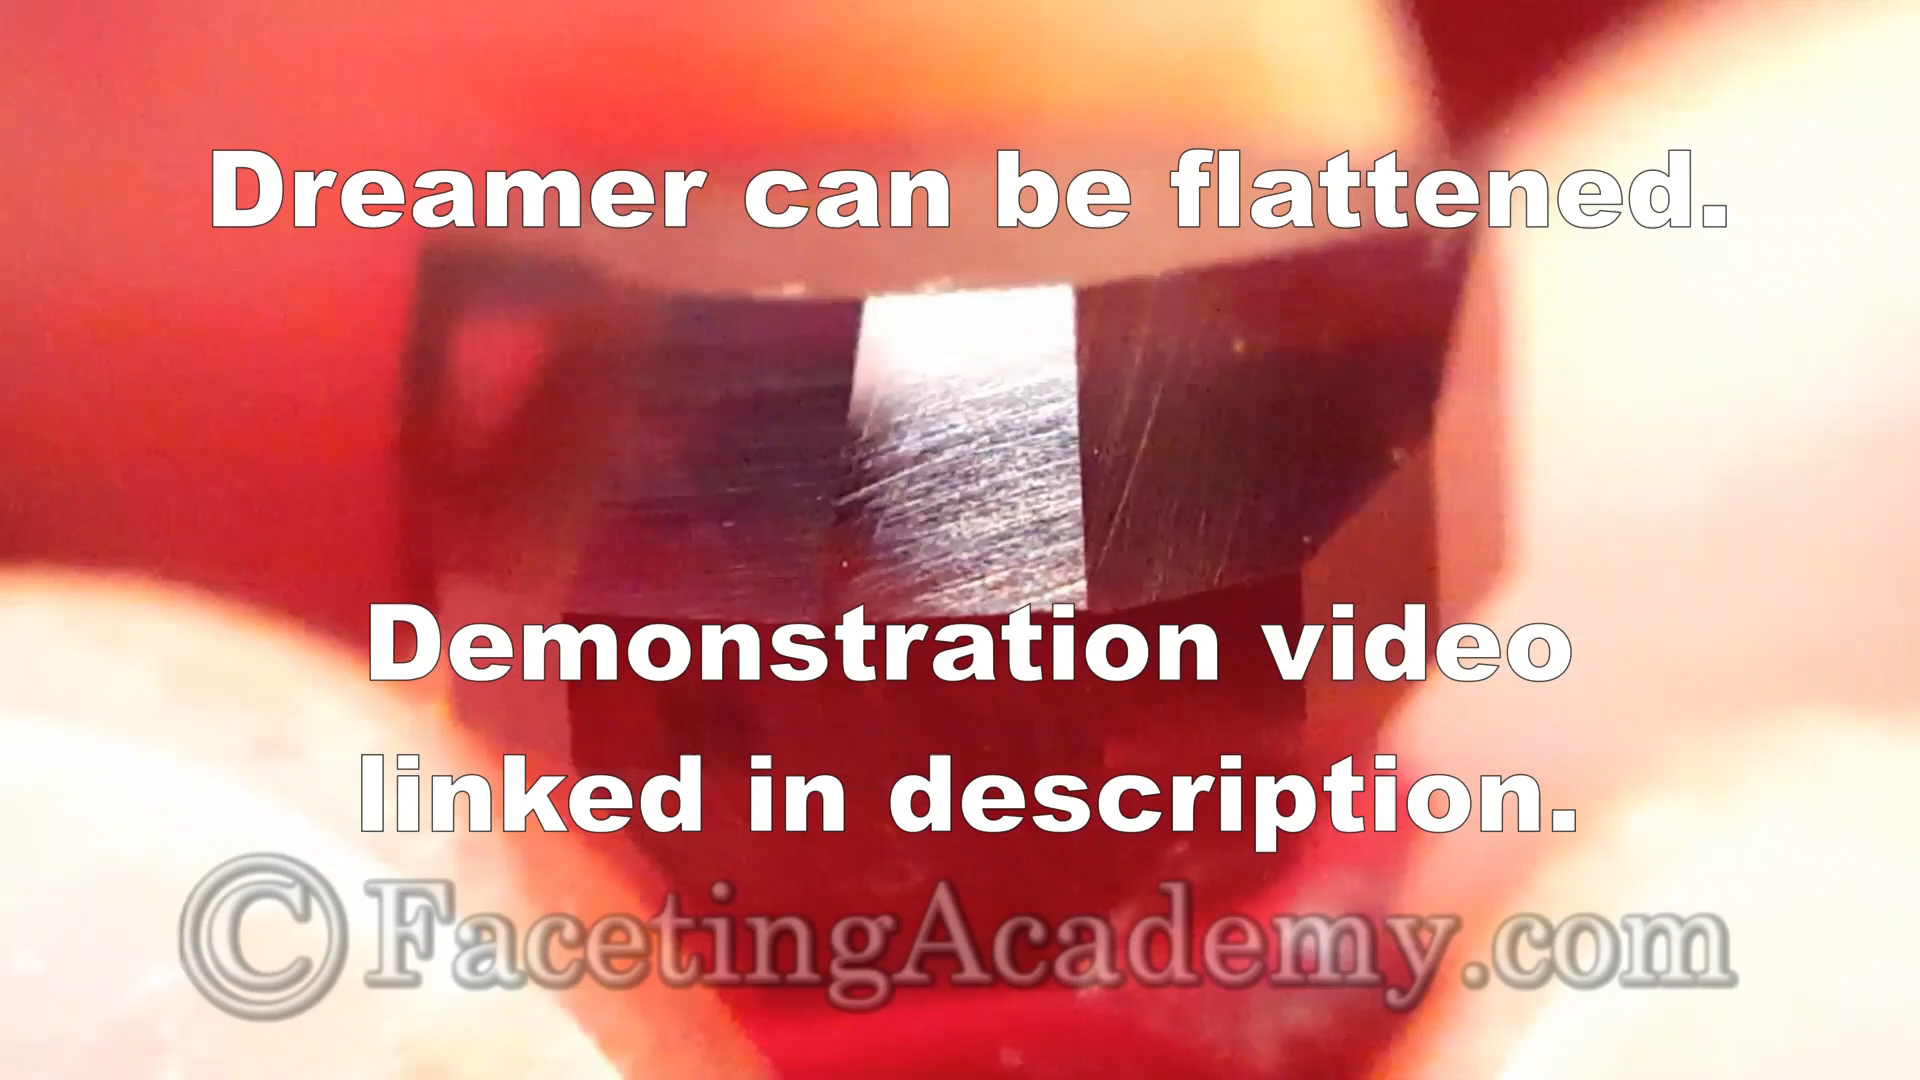 Dreamer can be flattened.
Demonstration video
linked in description.
© FacetingAcademy.com